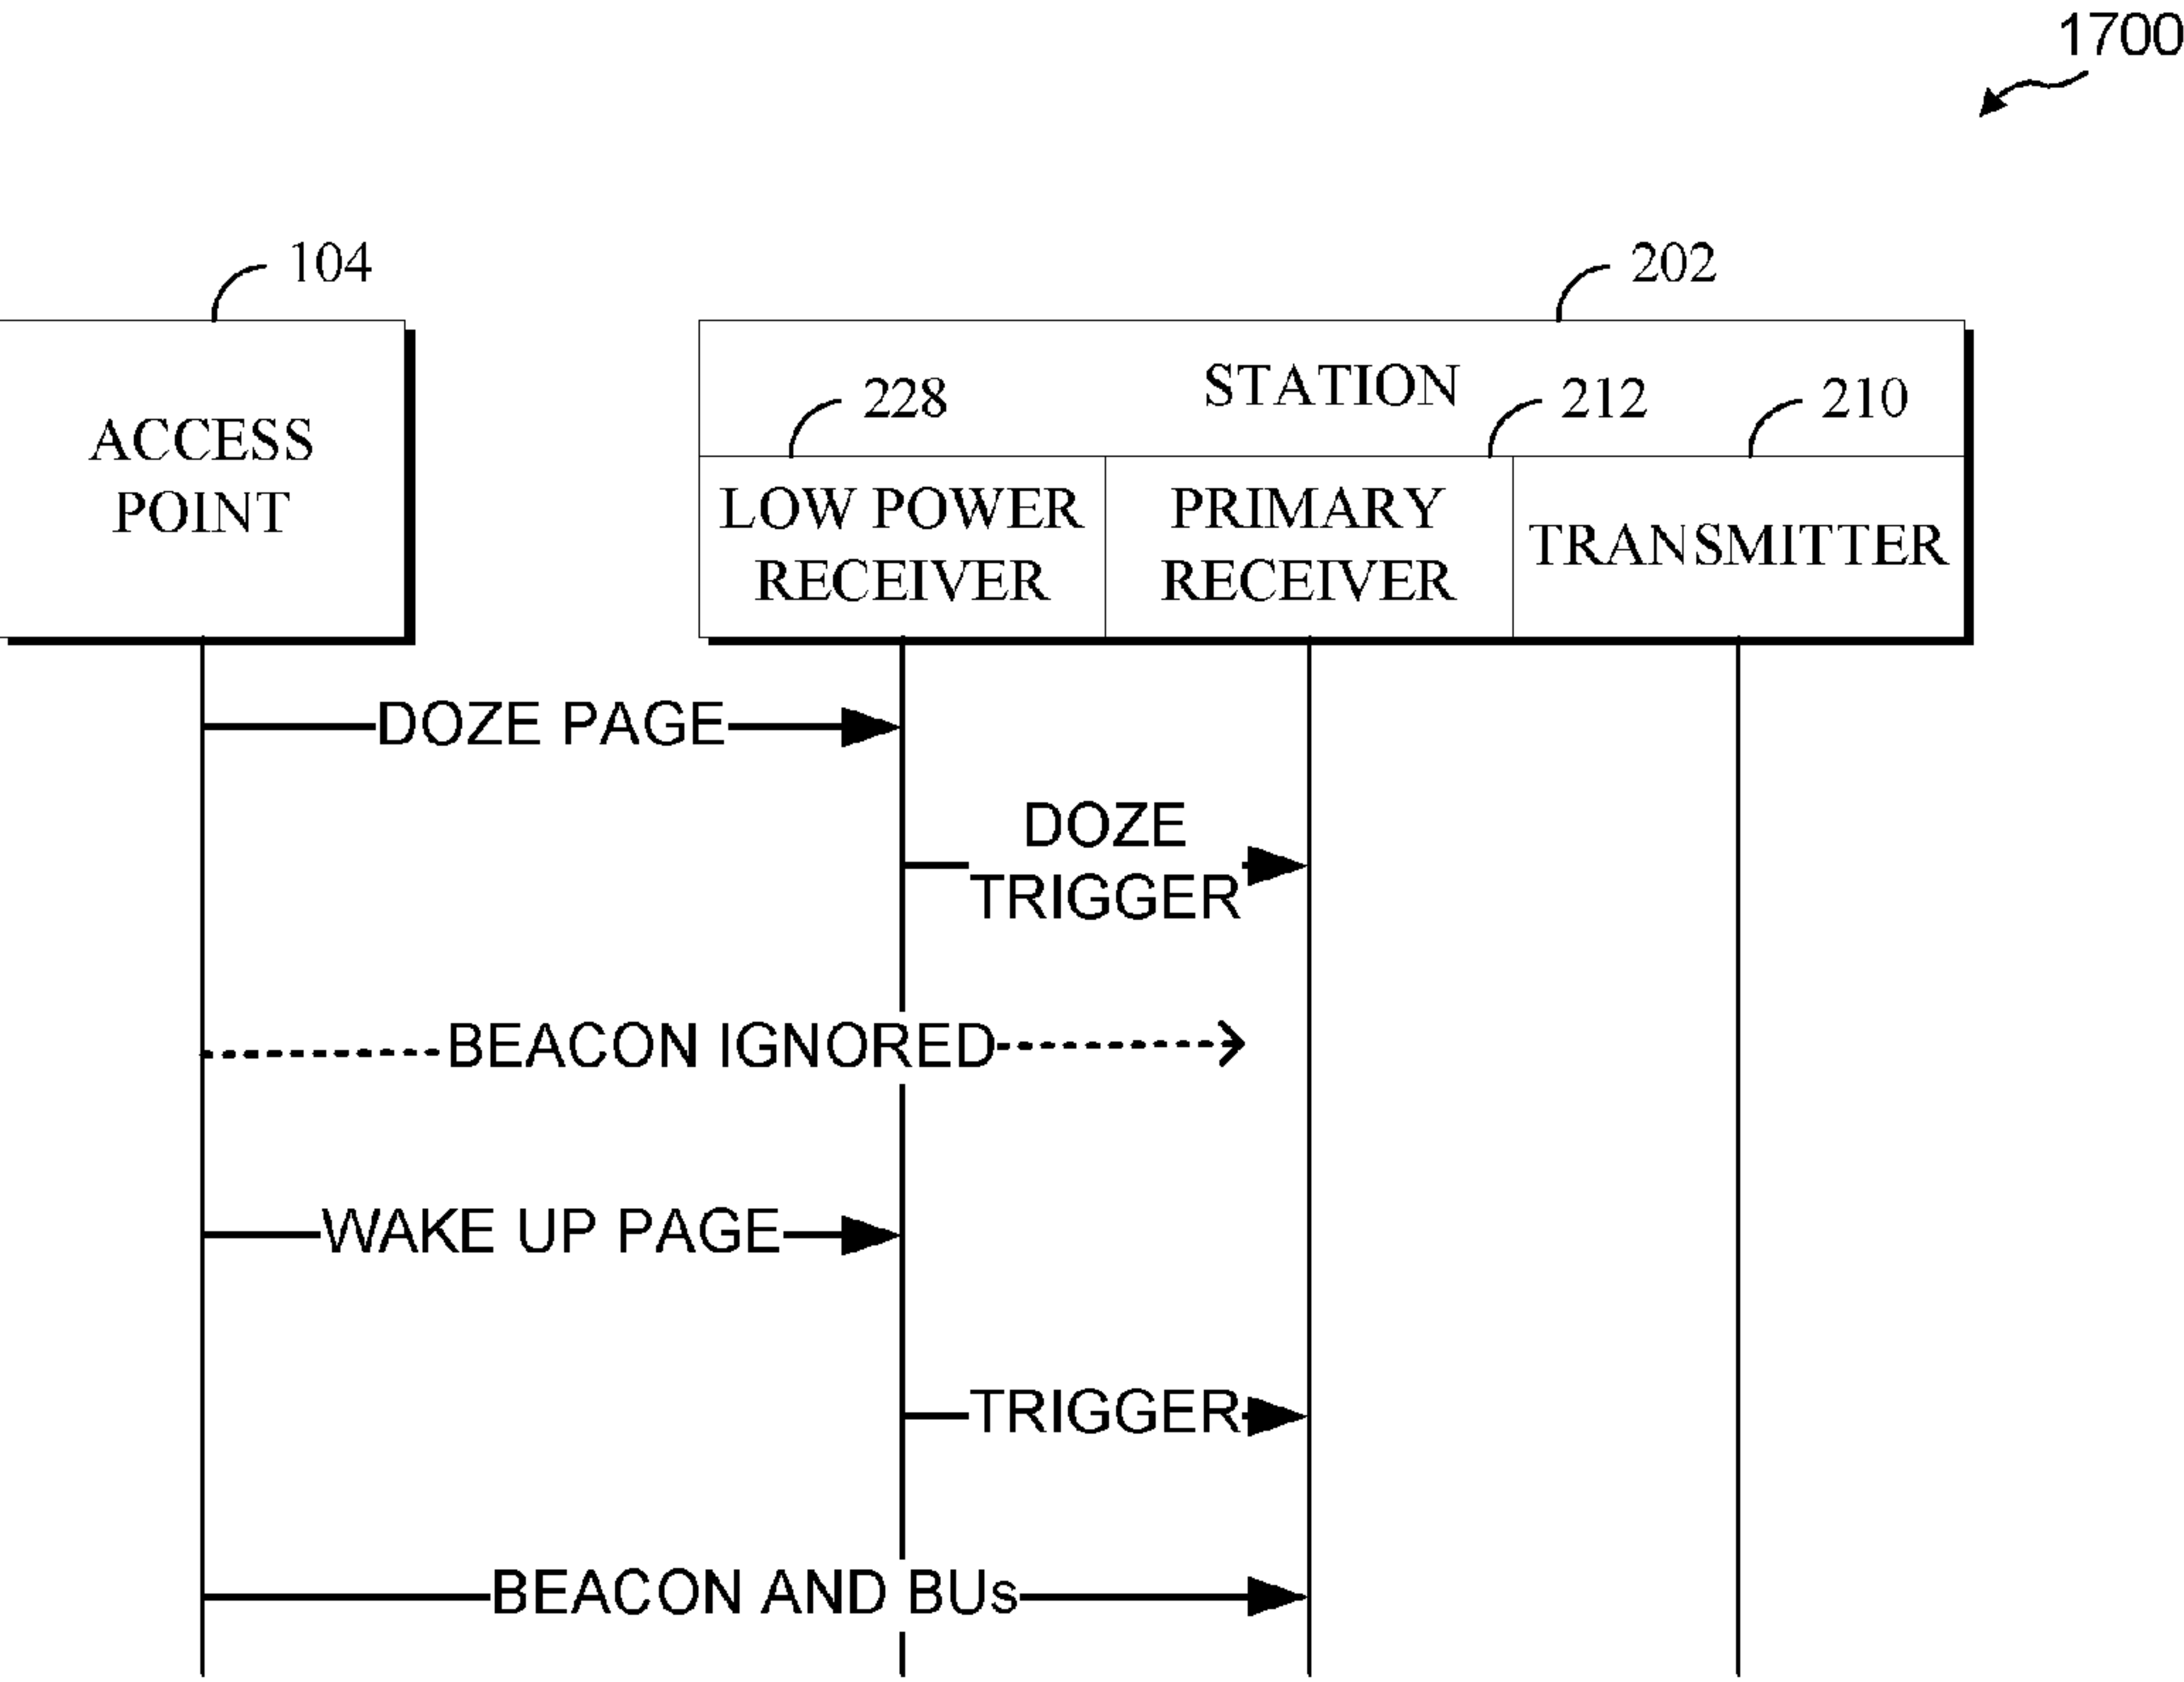 1700
104
202
ACCESS
POINT
STATION
228
212
210
LOW POWER
RECEIVER
PRIMARY
RECEIVER
TRANSMITTER
DOZE PAGE
DOZE
TRIGGER
BEACON IGNORED
WAKE UP PAGE
TRIGGER
BEACON AND BUs